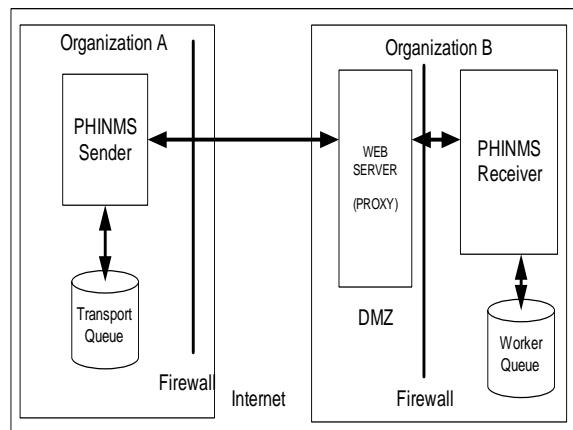 Organization A
PHINMS
Sender
Transport
Queue
Firewall
Internet
Organization B
WEB
SERVER
(PROXY)
PHINMS
Receiver
DMZ
Worker
Queue
Firewall